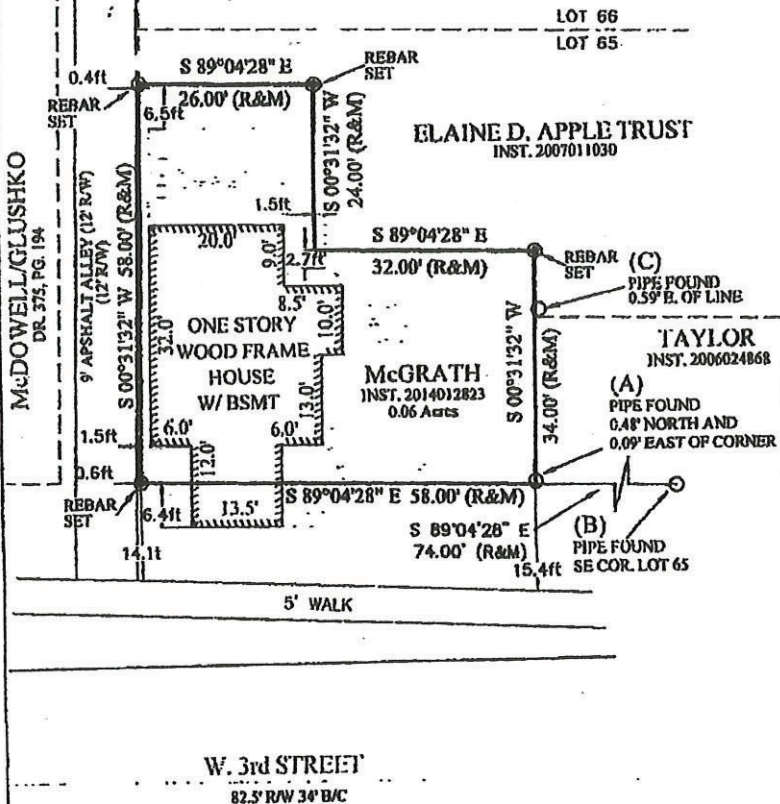 LOT 66
LOT 65
S 89°04'28" E
26.00' (R&M)
REBAR
SET
0.4ft
REBAR
SET
6.5ft
S 00°31'32" W
24.00' (R&M)
ELAINE D. APPLE TRUST
INST. 2007011030
McDOWELL/GLUSHKO
DR. 375, PG. 194
9' APSHALT ALLEY (12' R/W)
(12' R/W)
S 00°31'32" W 58.00' (R&M)
1.5ft
S 89°04'28" E
32.00' (R&M)
REBAR
SET
(C)
PIPE FOUND
0.59' E. OF LINE
20.0'
9.0'
2.7ft
8.5'
32.0'
10.0'
ONE STORY
WOOD FRAME
HOUSE
W/ BSMT
McGRATH
INST. 2014012823
0.06 Acres
S 00°31'32" W
34.00' (R&M)
TAYLOR
INST. 2006024868
(A)
PIPE FOUND
0.48' NORTH AND
0.09' EAST OF CORNER
13.0'
1.5ft
6.0'
6.0'
12.0'
0.6ft
REBAR
SET
6.4ft
13.5'
S 89°04'28" E 58.00' (R&M)
S 89°04'28" E
74.00' (R&M)
(B)
PIPE FOUND
SE COR. LOT 65
14.1ft
15.4ft
5' WALK
W. 3rd STREET
82.5' R/W 34' B/C